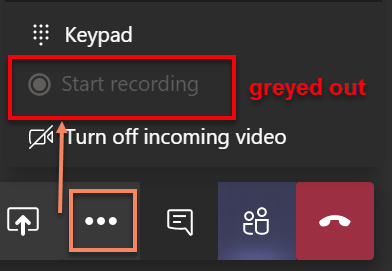 Keypad
Start recording greyed out
Turn off incoming video